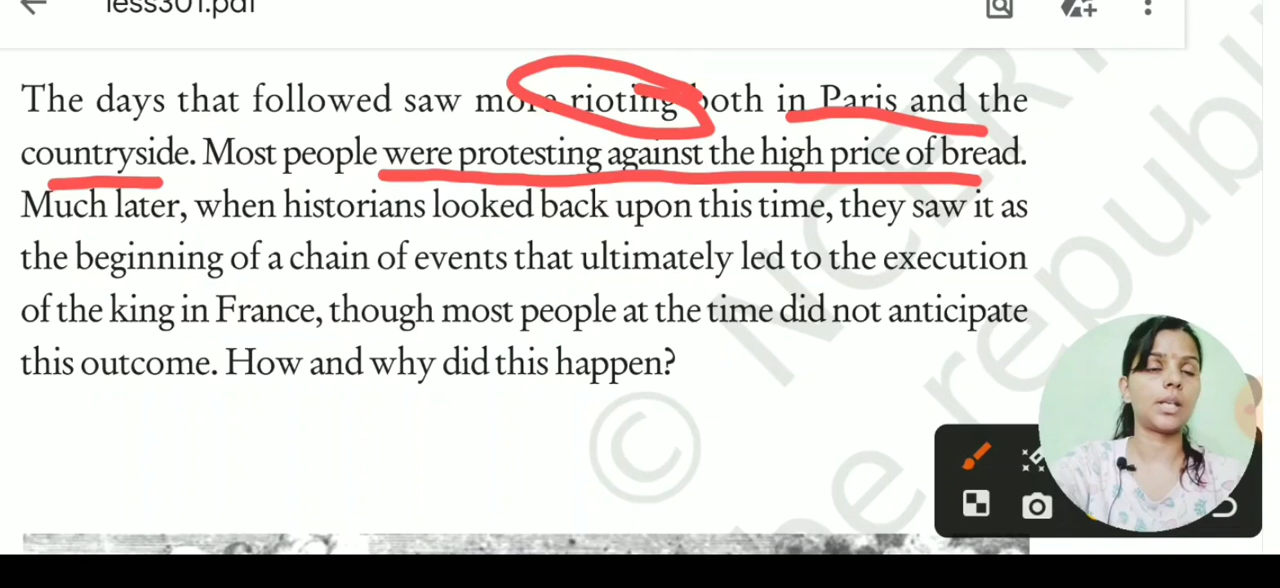 less301.pdf
The days that followed saw more rioting both in Paris and the
countryside. Most people were protesting against the high price of bread.
Much later, when historians looked back upon this time, they saw it as
the beginning of a chain of events that ultimately led to the execution
of the king in France, though most people at the time did not anticipate
this outcome. How and why did this happen?
© NCER
be republ